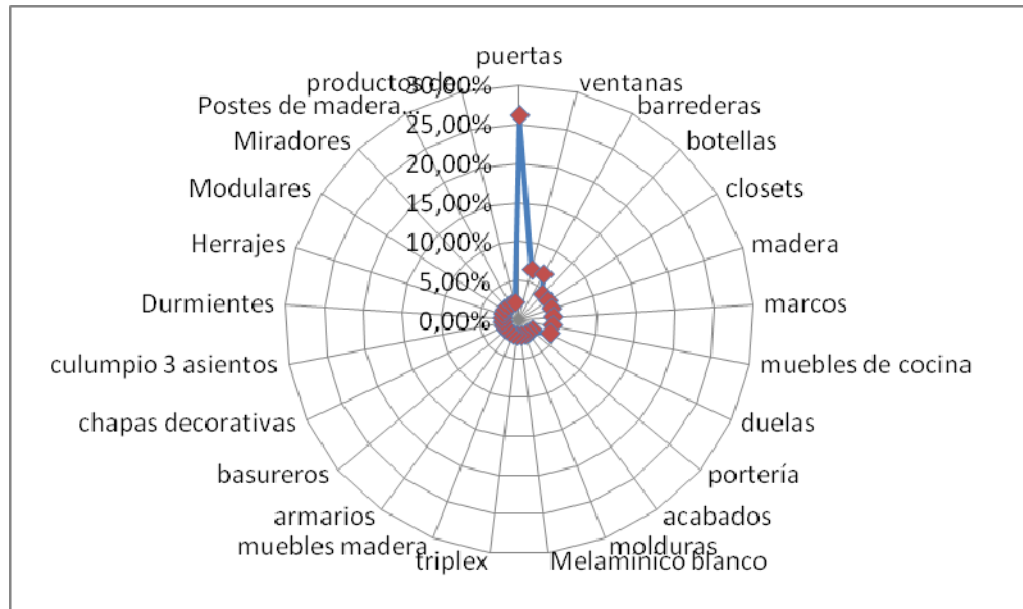 puertas
ventanas
barrederas
botellas
closets
madera
marcos
muebles de cocina
duelas
portería
acabados
molduras
Melaminico blanco
triplex
muebles madera
armarios
basureros
chapas decorativas
culumpio 3 asientos
Durmientes
Herrajes
Modulares
Miradores
Postes de madera...
productos de
30,00%
25,00%
20,00%
15,00%
10,00%
5,00%
0,00%